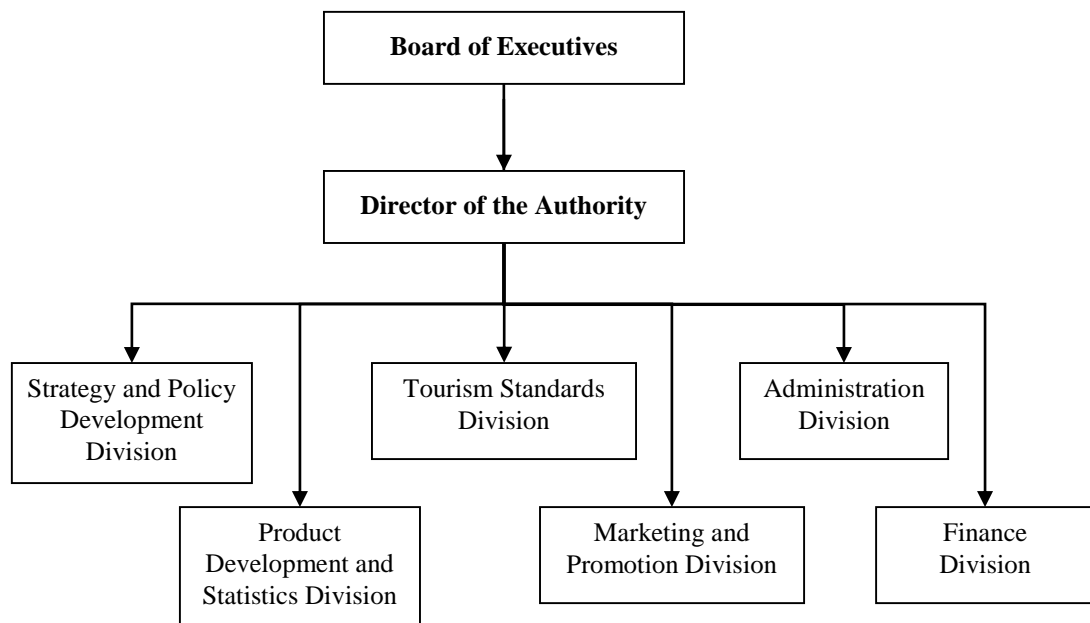 Board of Executives
Director of the Authority
Strategy and Policy
Development
Division
Tourism Standards
Division
Administration
Division
Product
Development and
Statistics Division
Marketing and
Promotion Division
Finance
Division